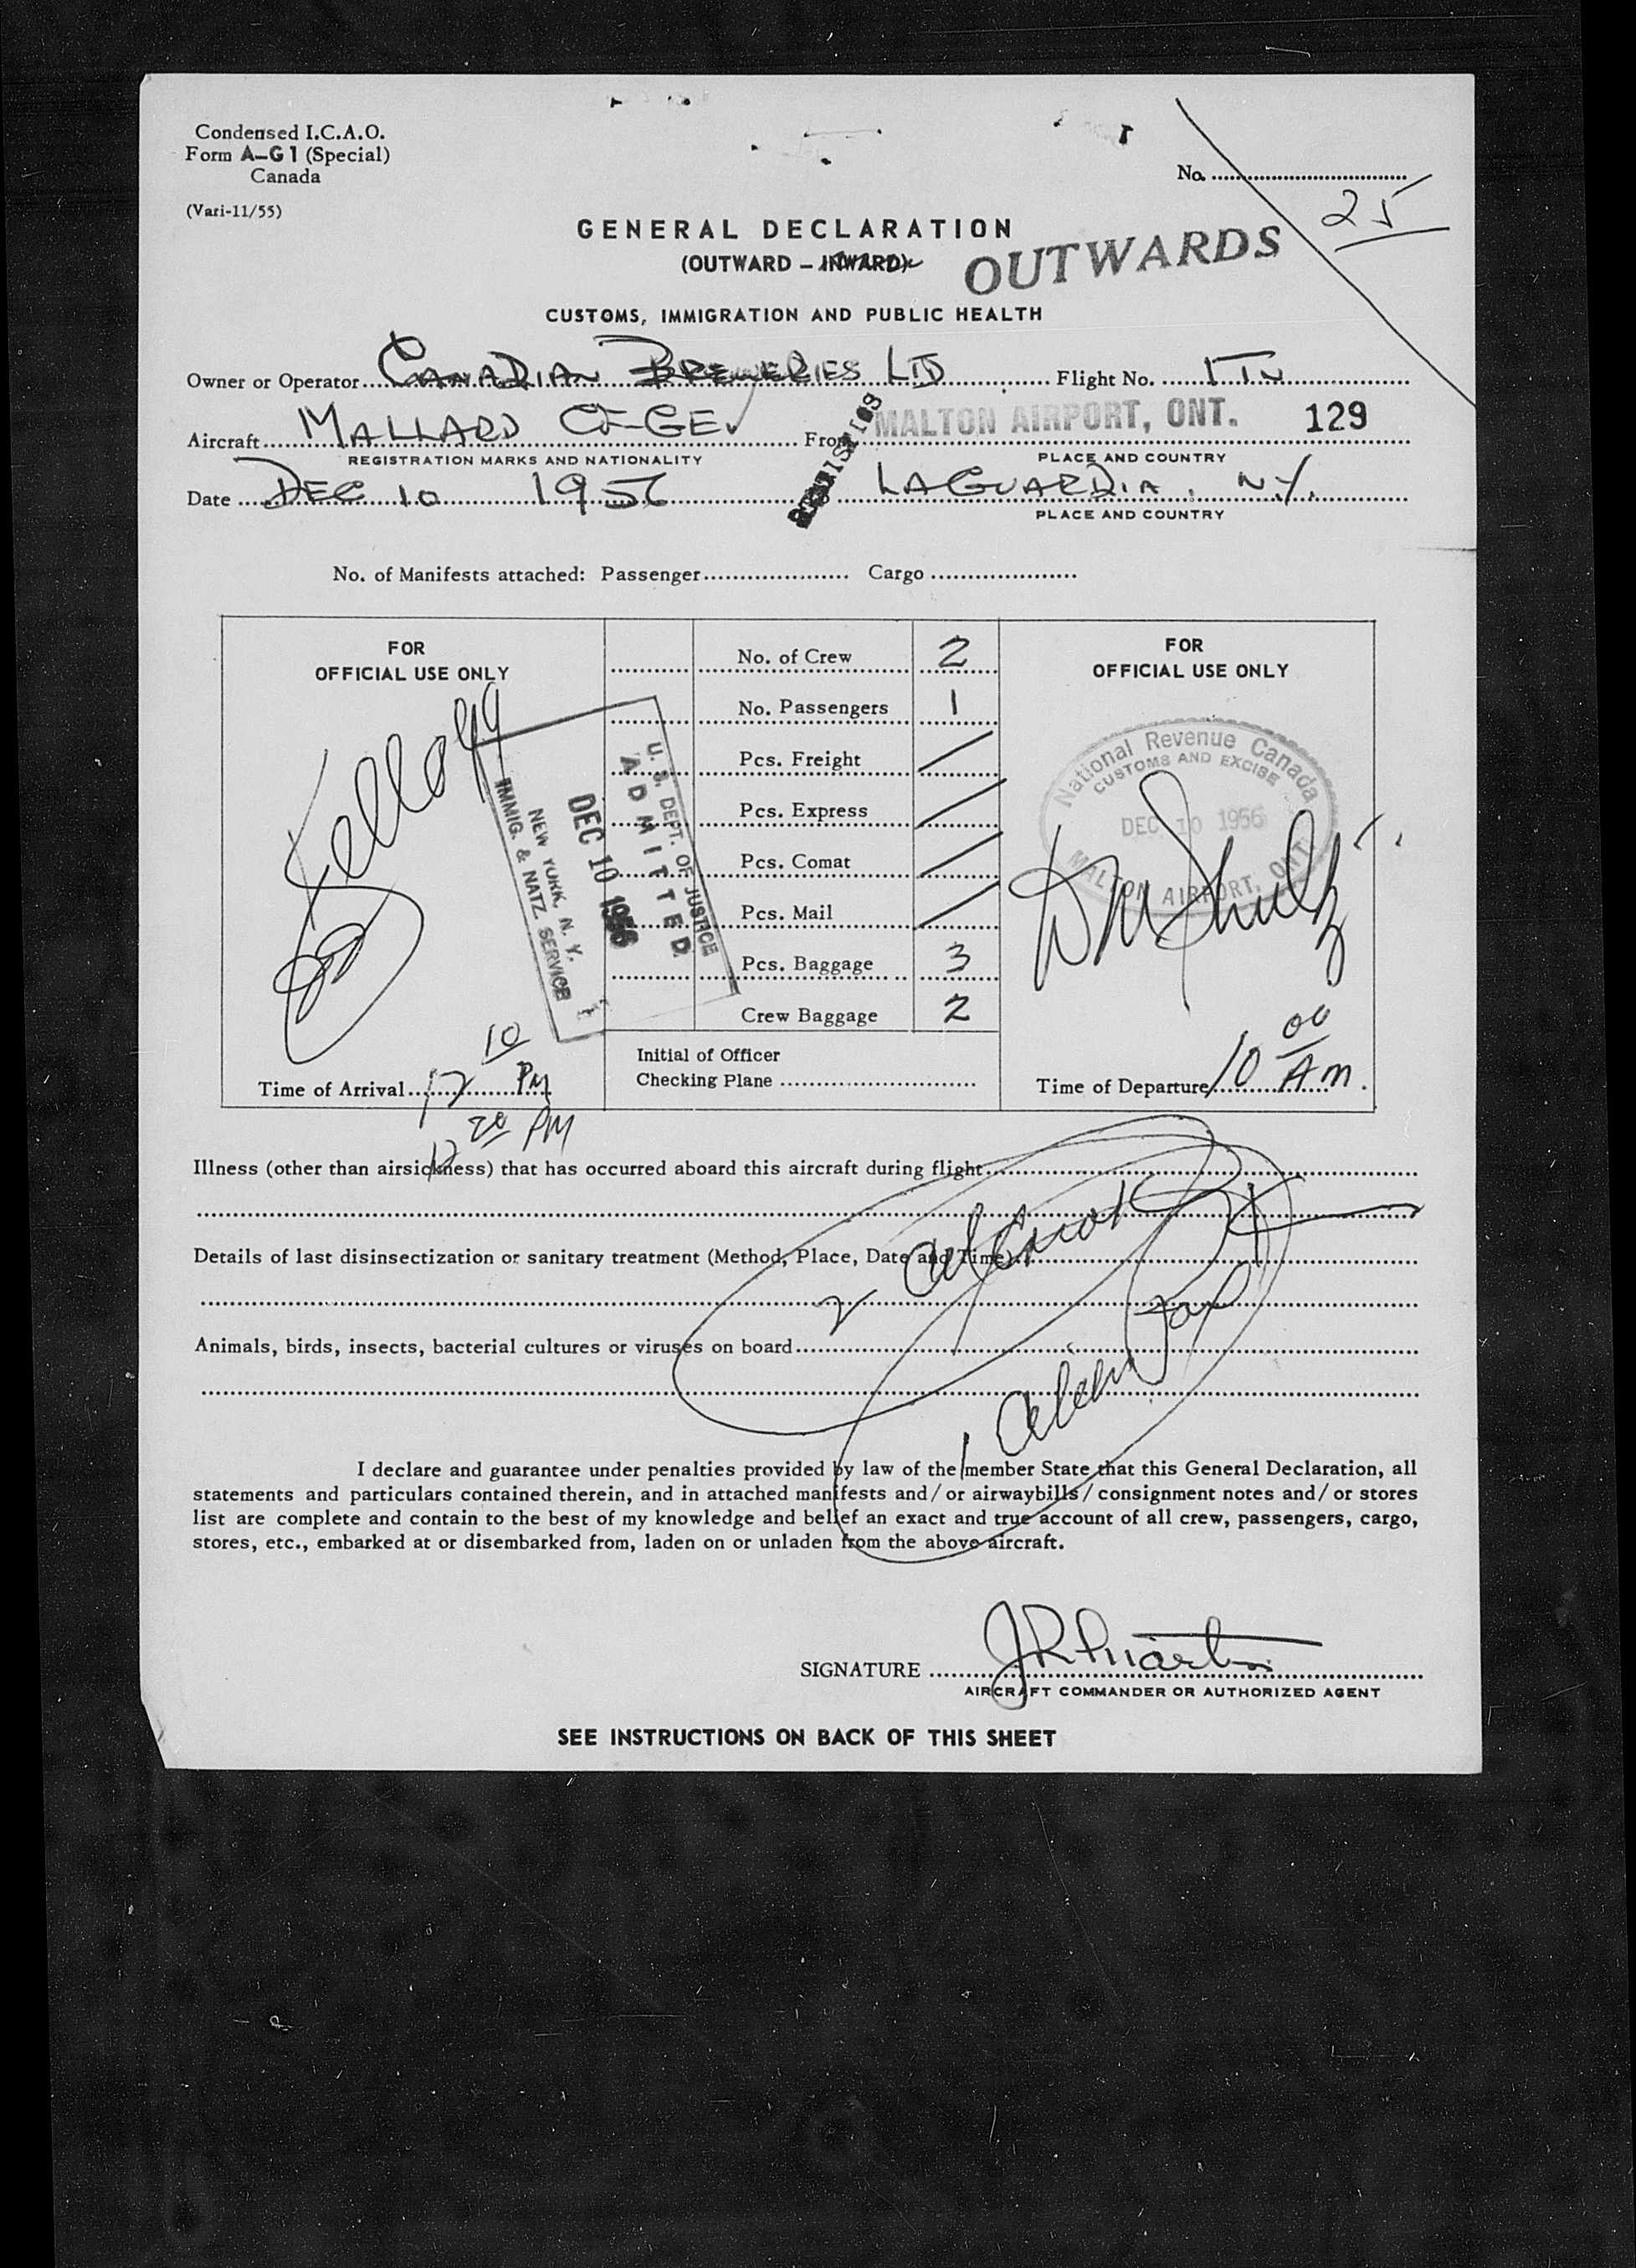 Condensed I.C.A.O.
Form A-G1 (Special)
Canada
(Vari-11/55)
No. ....................
25
GENERAL DECLARATION
(OUTWARD – INWARD)
OUTWARDS
CUSTOMS, IMMIGRATION AND PUBLIC HEALTH
Owner or Operator CANADIAN BREWERIES LTD Flight No.
Aircraft MALLARD CF-GEV From MALTON AIRPORT, ONT. 129
REGISTRATION MARKS AND NATIONALITY PLACE AND COUNTRY
Date DEC 10 1956 LAGUARDIA, N.Y.
PLACE AND COUNTRY
No. of Manifests attached: Passenger.................... Cargo ....................
FOR
OFFICIAL USE ONLY
Kellogg
U. S. DEPT. OF JUSTICE
ADMITTED
DEC 10 1956
NEW YORK, N. Y.
IMMIG. & NATZ. SERVICE
10
Time of Arrival 12 PM
12 20 PM
No. of Crew 2
No. Passengers 1
Pcs. Freight /
Pcs. Express /
Pcs. Comat /
Pcs. Mail /
Pcs. Baggage 3
Crew Baggage 2
Initial of Officer
Checking Plane ....................
FOR
OFFICIAL USE ONLY
National Revenue Canada
CUSTOMS AND EXCISE
DEC 10 1956
MALTON AIRPORT, ONT.
Time of Departure 10 00 Am.
Illness (other than airsickness) that has occurred aboard this aircraft during flight....................
Details of last disinsectization or sanitary treatment (Method, Place, Date and Time)....................
2
Animals, birds, insects, bacterial cultures or viruses on board....................
1 alien
I declare and guarantee under penalties provided by law of the member State that this General Declaration, all
statements and particulars contained therein, and in attached manifests and/or airwaybills/consignment notes and/or stores
list are complete and contain to the best of my knowledge and belief an exact and true account of all crew, passengers, cargo,
stores, etc., embarked at or disembarked from, laden on or unladen from the above aircraft.
SIGNATURE J R Martin
AIRCRAFT COMMANDER OR AUTHORIZED AGENT
SEE INSTRUCTIONS ON BACK OF THIS SHEET